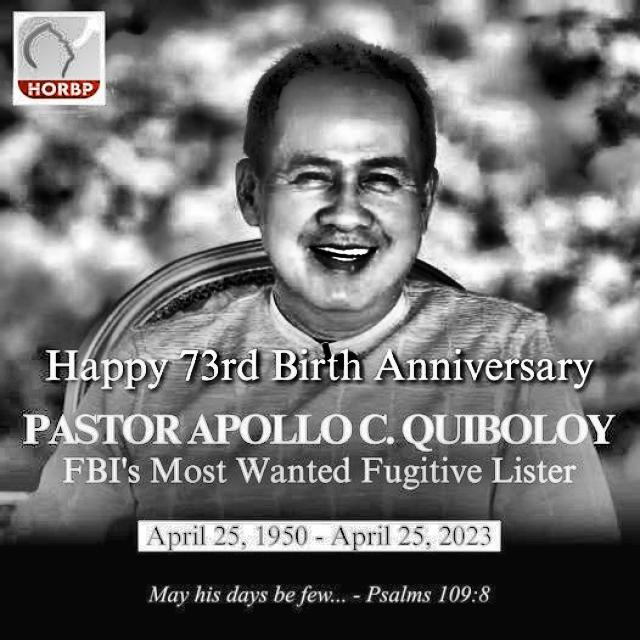 HORBP
Happy 73rd Birth Anniversary
PASTOR APOLLO C. QUIBOLOY
FBI's Most Wanted Fugitive Lister
April 25, 1950 - April 25, 2023
May his days be few... - Psalms 109:8